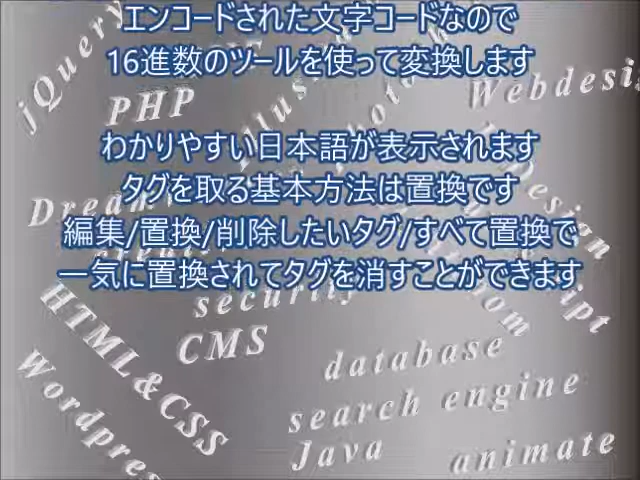 エンコードされた文字コードなので
16進数のツールを使って変換します
jQuery
PHP
Webdesi
わかりやすい日本語が表示されます
タグを取る基本方法は置換です
Design
編集/置換/削除したいタグ/すべて置換で
一気に置換されてタグを消すことができます
security
HTML&CSS
CMS
database
Wordpres
search engine
Java
animate